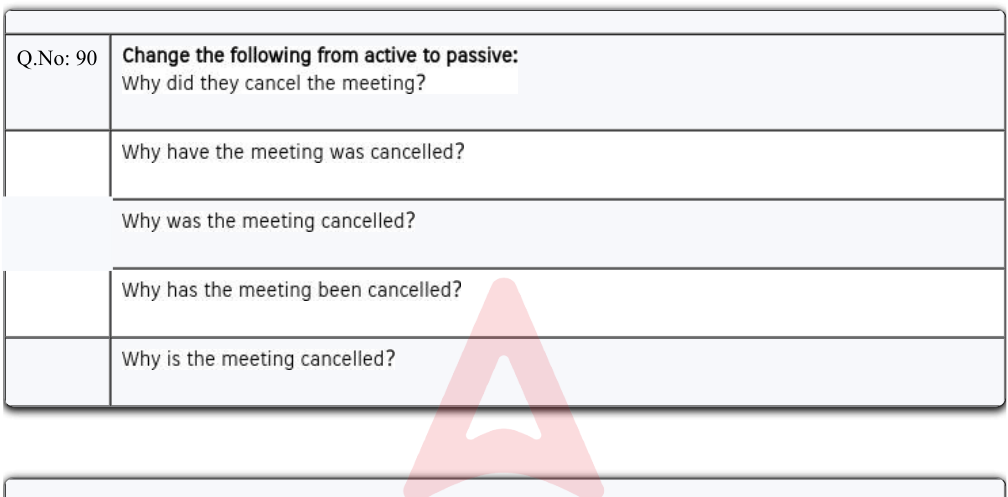 Q.No: 90
Change the following from active to passive:
Why did they cancel the meeting?
Why have the meeting was cancelled?
Why was the meeting cancelled?
Why has the meeting been cancelled?
Why is the meeting cancelled?